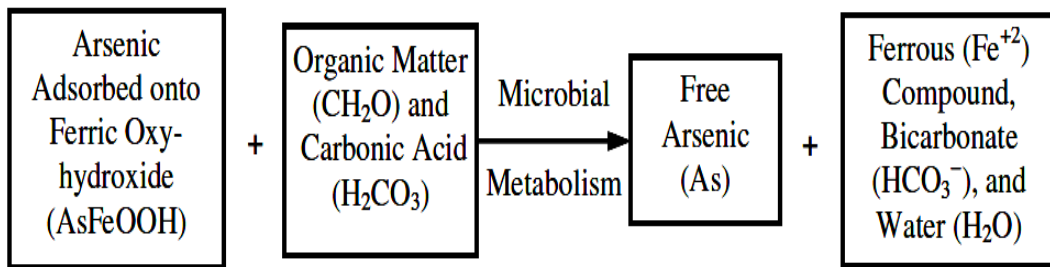 Arsenic
Adsorbed onto
Ferric Oxy-
hydroxide
(AsFeOOH)
+
Organic Matter
(CH₂O) and
Carbonic Acid
(H₂CO₃)
Microbial
Metabolism
Free
Arsenic
(As)
+
Ferrous (Fe⁺²)
Compound,
Bicarbonate
(HCO₃⁻), and
Water (H₂O)